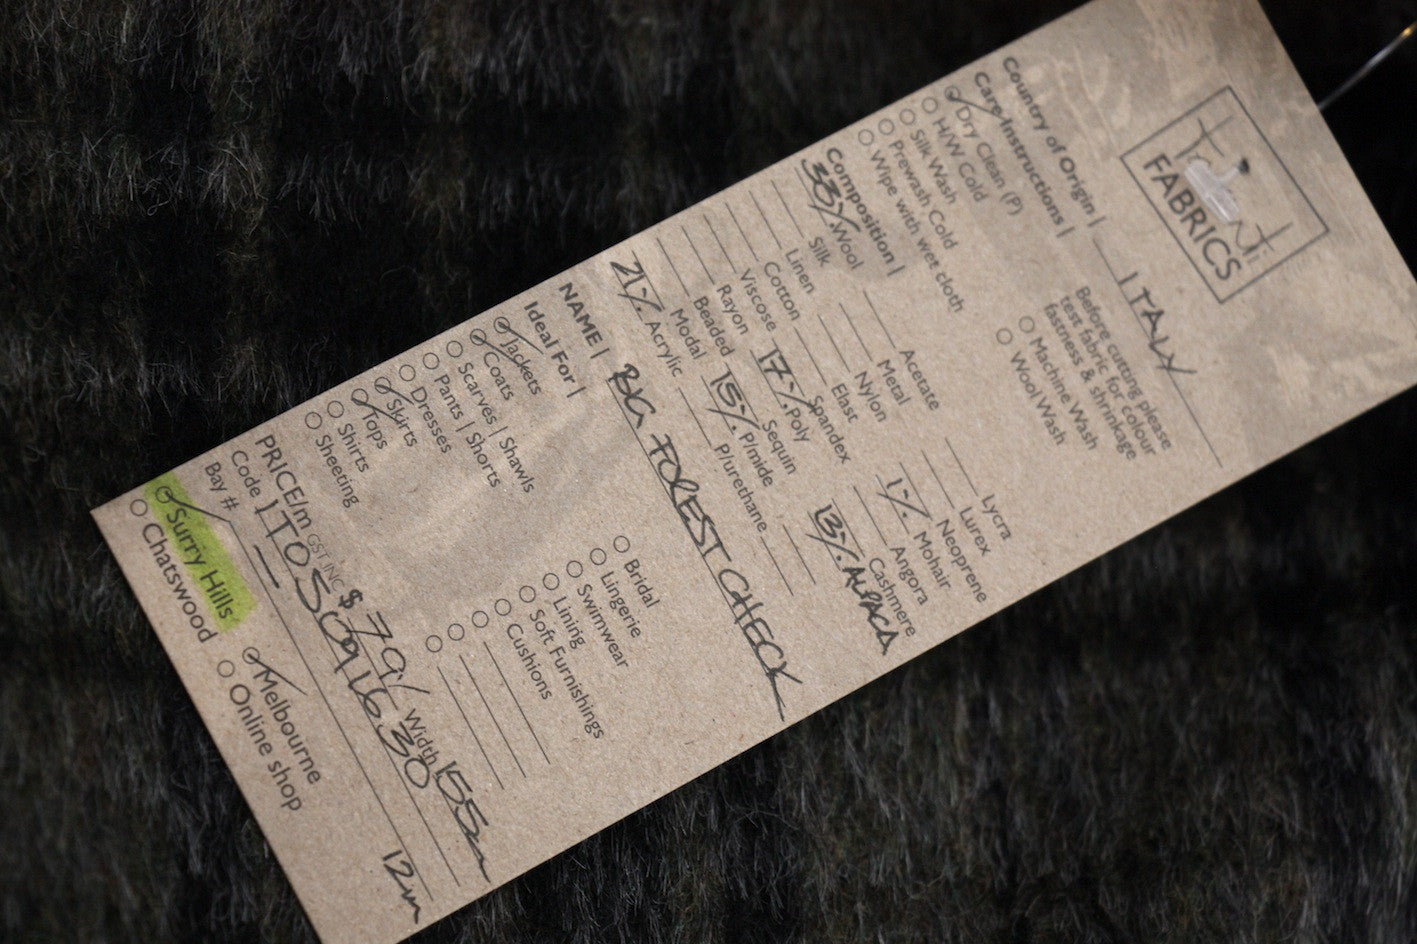 Tessuti
FABRICS
Country of Origin | ITALY
Care Instructions |
Dry Clean (P)
H/W Cold
Silk Wash
Prewash Cold
Wipe with wet cloth
Before cutting please
test fabric for colour
fastness & shrinkage
Machine Wash
Wool Wash
Composition |
33% Wool Acetate Lycra
Silk Metal Lurex
Linen Nylon Neoprene
Cotton Elast 1% Mohair
Viscose Spandex Angora
Rayon 17% Poly Cashmere
Beaded Sequin 13% ALPACA
Modal 15% P/mide
21% Acrylic P/urethane
NAME | BIG FOREST CHECK
Ideal For |
Jackets Bridal
Coats Lingerie
Scarves | Shawls Swimwear
Pants | Shorts Lining
Dresses Soft Furnishings
Skirts Cushions
Tops
Shirts
Sheeting
PRICE/m GST INC $79/ Width 155
Code
Bay # 12m
Surry Hills Melbourne
Chatswood Online shop